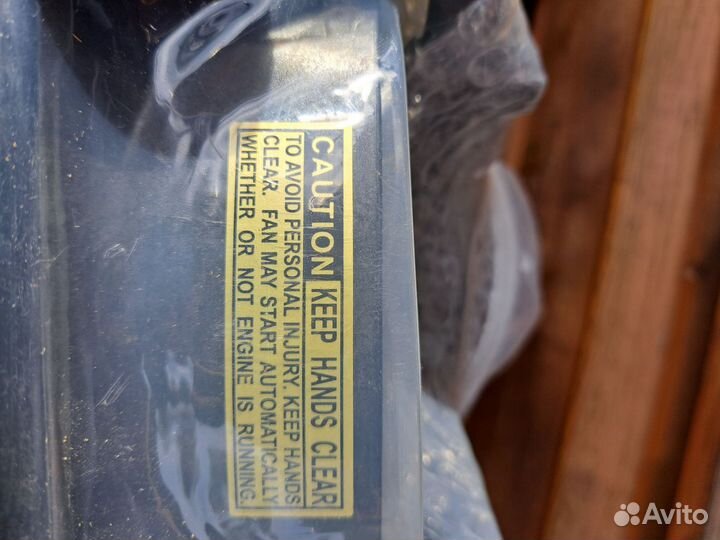 CAUTION KEEP HANDS CLEAR
TO AVOID PERSONAL INJURY. KEEP HANDS
CLEAR. FAN MAY START AUTOMATICALLY
WHETHER OR NOT ENGINE IS RUNNING.
Avito